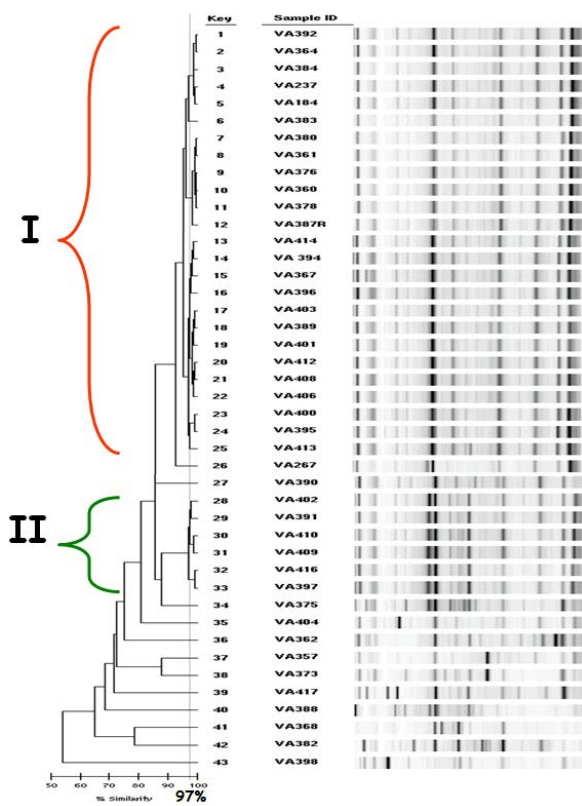 Key Sample ID
1 VA392
2 VA364
3 VA384
4 VA237
5 VA184
6 VA383
7 VA380
8 VA361
9 VA376
10 VA360
11 VA378
12 VA387R
13 VA414
14 VA 394
15 VA367
16 VA396
17 VA403
18 VA389
19 VA401
20 VA412
21 VA408
22 VA406
23 VA400
24 VA395
25 VA413
26 VA267
27 VA390
28 VA402
29 VA391
30 VA410
31 VA409
32 VA416
33 VA397
34 VA375
35 VA404
36 VA362
37 VA357
38 VA373
39 VA417
40 VA388
41 VA368
42 VA382
43 VA398
I
II
50 60 70 80 90 100
% Similarity 97%